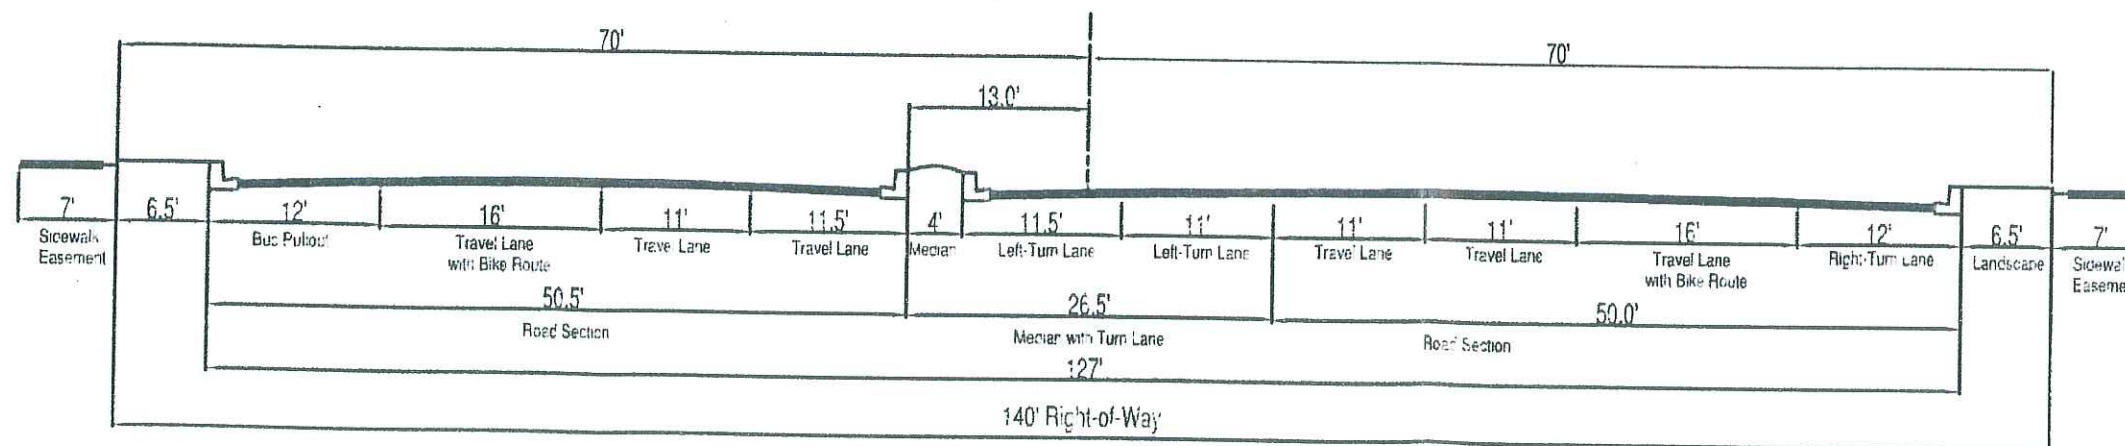 70'
70'
13.0'
7'
6.5'
12'
16'
11'
11.5'
4'
11.5'
11'
11'
11'
16'
12'
6.5'
7'
Sidewalk
Easement
Bus Pullout
Travel Lane
with Bike Route
Travel Lane
Travel Lane
Median
Left-Turn Lane
Left-Turn Lane
Travel Lane
Travel Lane
Travel Lane
with Bike Route
Right-Turn Lane
Landscape
Sidewal
Easeme
50.5'
Road Section
26.5'
Median with Turn Lane
50.0'
Road Section
127'
140' Right-of-Way